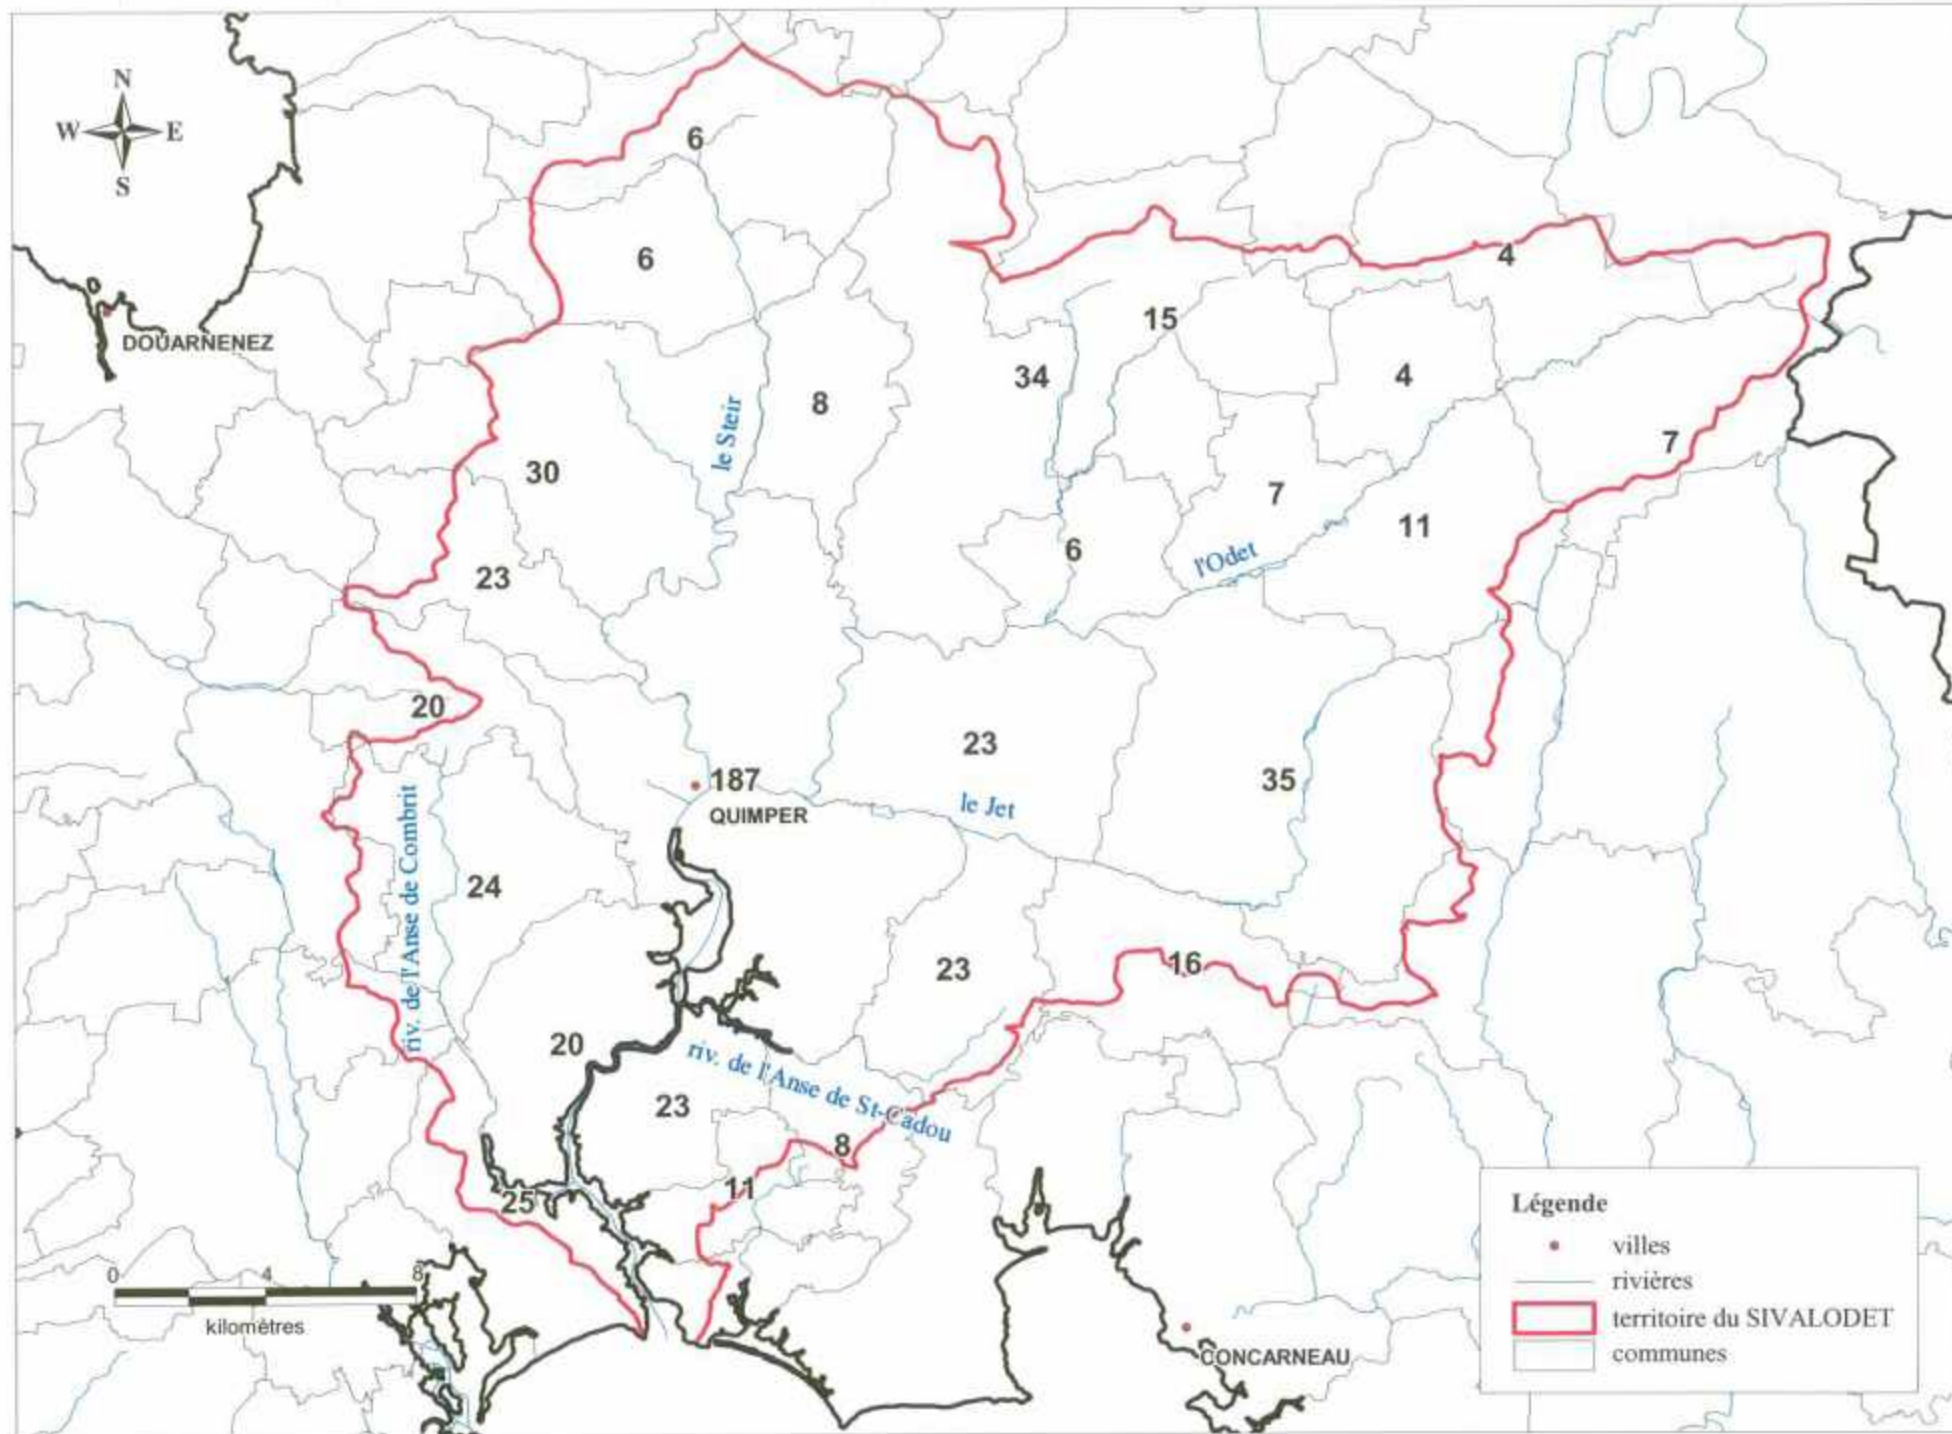 N
W E
S
6
6
4
DOUARNENEZ
15
34
4
8
le Steir
7
30
7
11
6
l'Odet
23
20
23
187
35
QUIMPER
le Jet
riv. de l'Anse de Combrit
24
23
16
20
riv. de l'Anse de St-Cadou
23
8
11
25
Légende
villes
rivières
territoire du SIVALODET
communes
0 4 8
kilomètres
CONCARNEAU